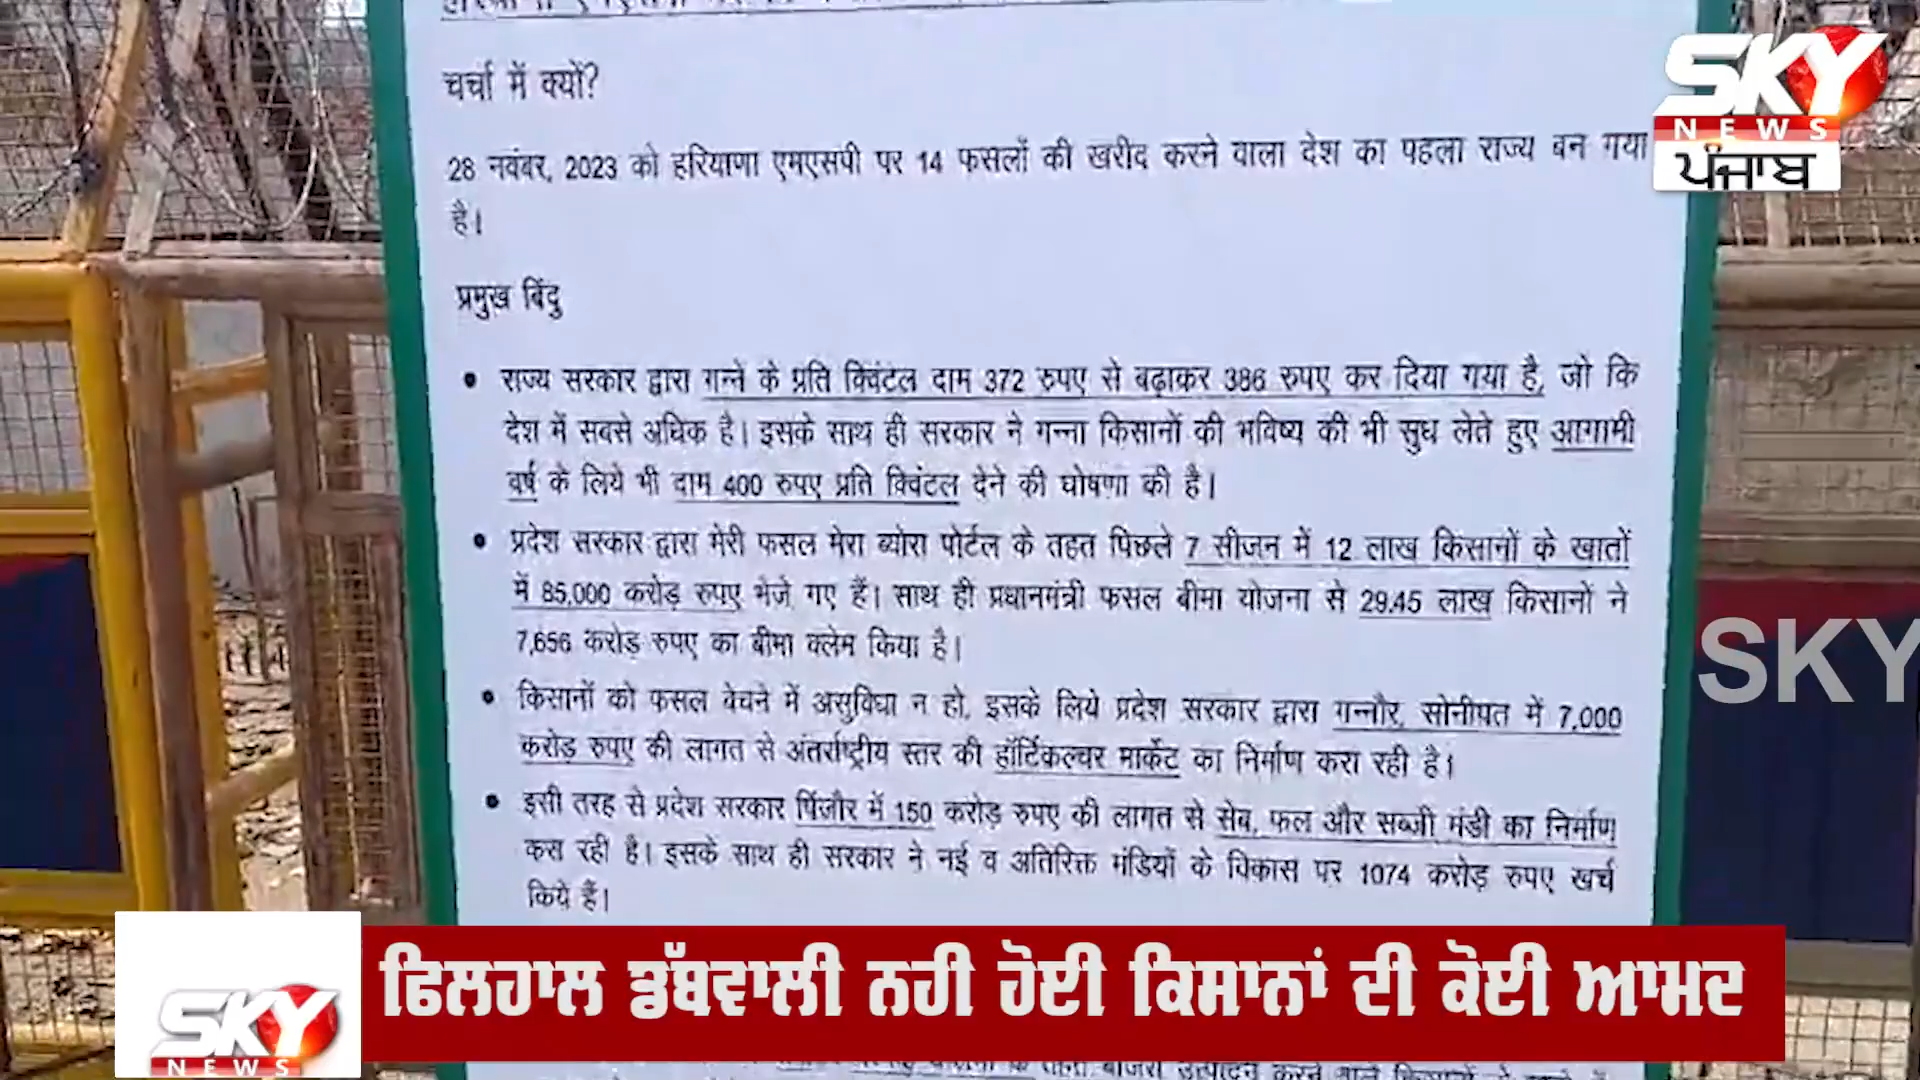 चर्चा में क्यों?
28 नवंबर, 2023 को हरियाणा एमएसपी पर 14 फसलों की खरीद करने वाला देश का पहला राज्य बन गया
है।
प्रमुख बिंदु
• राज्य सरकार द्वारा गन्ने के प्रति क्विंटल दाम 372 रुपए से बढ़ाकर 386 रुपए कर दिया गया है, जो कि
देश में सबसे अधिक है। इसके साथ ही सरकार ने गन्ना किसानों की भविष्य की भी सुध लेते हुए आगामी
वर्ष के लिये भी दाम 400 रुपए प्रति क्विंटल देने की घोषणा की है।
• प्रदेश सरकार द्वारा मेरी फसल मेरा ब्योरा पोर्टल के तहत पिछले 7 सीजन में 12 लाख किसानों के खातों
में 85,000 करोड़ रुपए भेजे गए हैं। साथ ही प्रधानमंत्री फसल बीमा योजना से 29.45 लाख किसानों ने
7,656 करोड़ रुपए का बीमा क्लेम किया है।
• किसानों को फसल बेचने में असुविधा न हो, इसके लिये प्रदेश सरकार द्वारा गन्नौर, सोनीपत में 7,000
करोड़ रुपए की लागत से अंतर्राष्ट्रीय स्तर की हॉर्टिकल्चर मार्केट का निर्माण करा रही है।
• इसी तरह से प्रदेश सरकार पिंजौर में 150 करोड़ रुपए की लागत से सेब, फल और सब्जी मंडी का निर्माण
करा रही है। इसके साथ ही सरकार ने नई व अतिरिक्त मंडियों के विकास पर 1074 करोड़ रुपए खर्च
किये हैं।
SKY
NEWS
ਪੰਜਾਬ
SKY
ਫਿਲਹਾਲ ਡੱਬਵਾਲੀ ਨਹੀ ਹੋਈ ਕਿਸਾਨਾਂ ਦੀ ਕੋਈ ਆਮਦ
SKY
NEWS